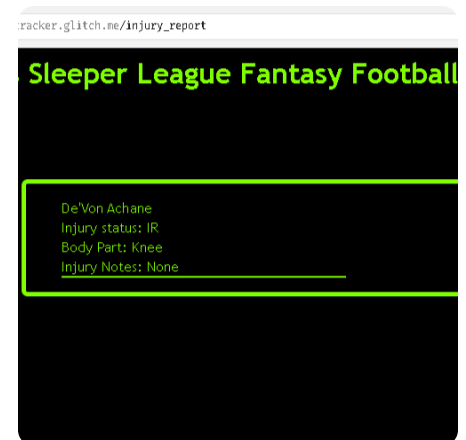 racker.glitch.me/injury_report
Sleeper League Fantasy Football
De'Von Achane
Injury status: IR
Body Part: Knee
Injury Notes: None